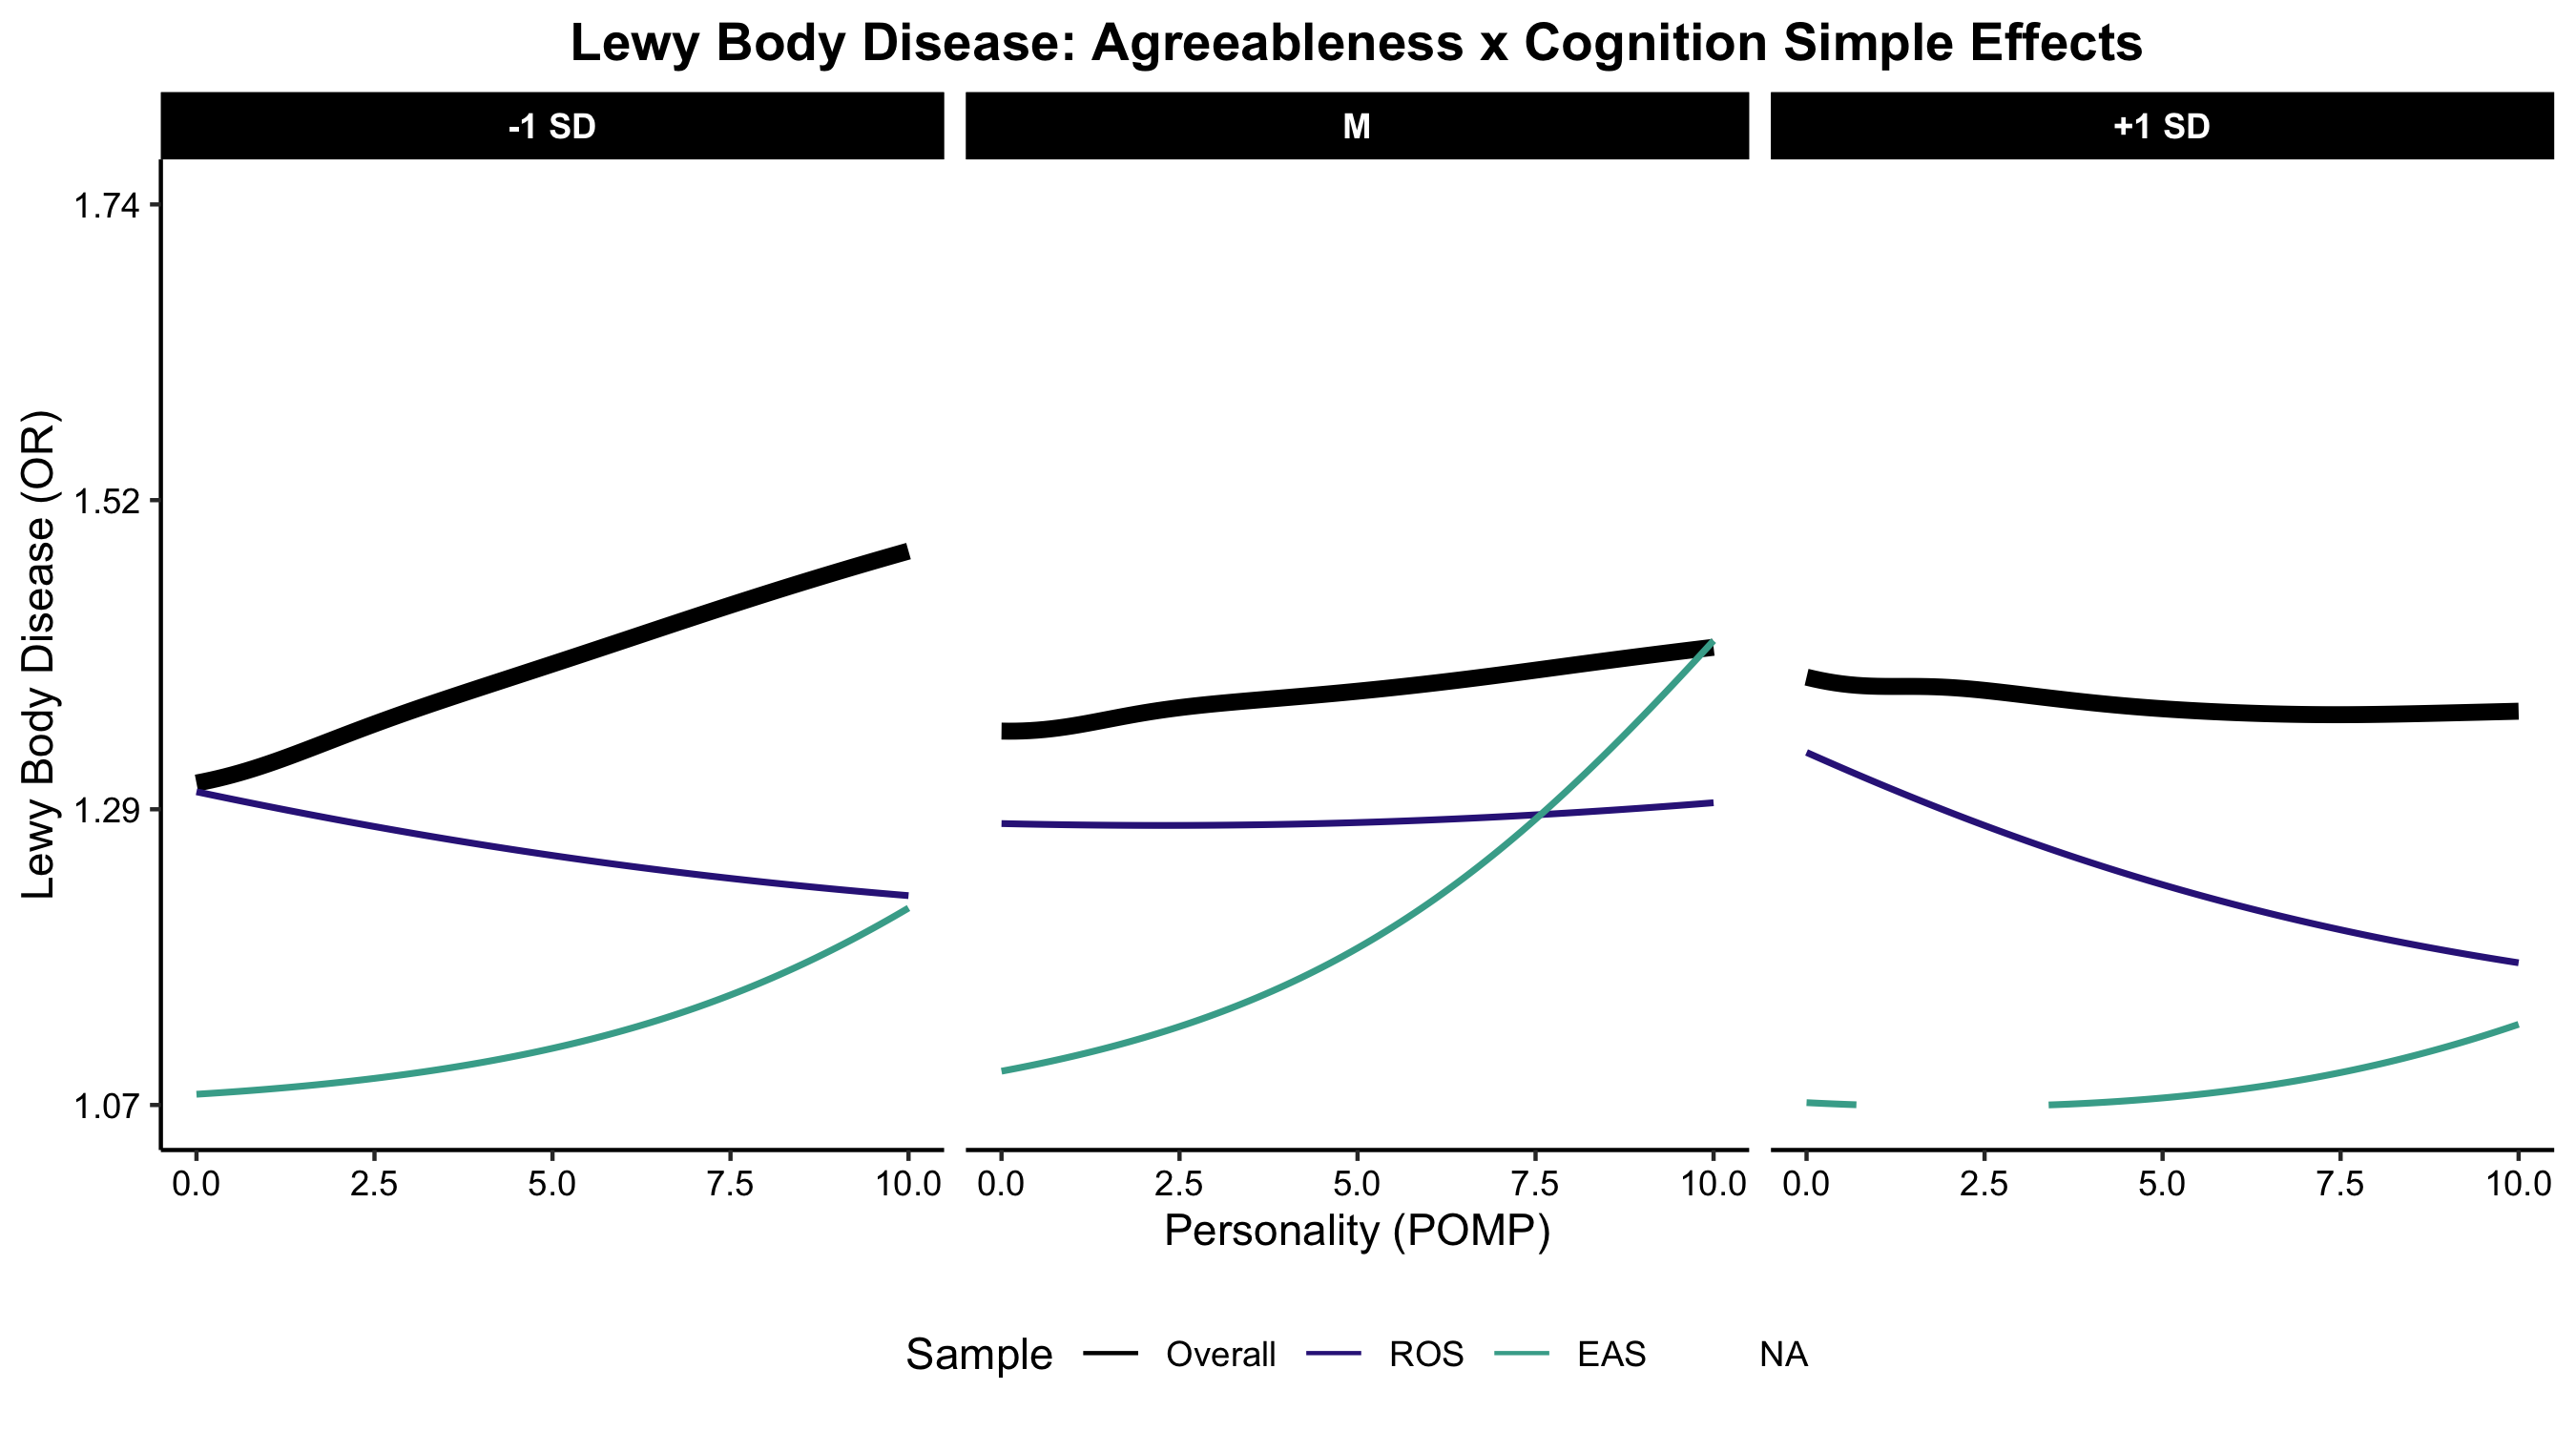 Lewy Body Disease: Agreeableness x Cognition Simple Effects
-1 SD
M
+1 SD
Lewy Body Disease (OR)
1.74
1.52
1.29
1.07
0.0 2.5 5.0 7.5 10.0
0.0 2.5 5.0 7.5 10.0
0.0 2.5 5.0 7.5 10.0
Personality (POMP)
Sample Overall ROS EAS NA